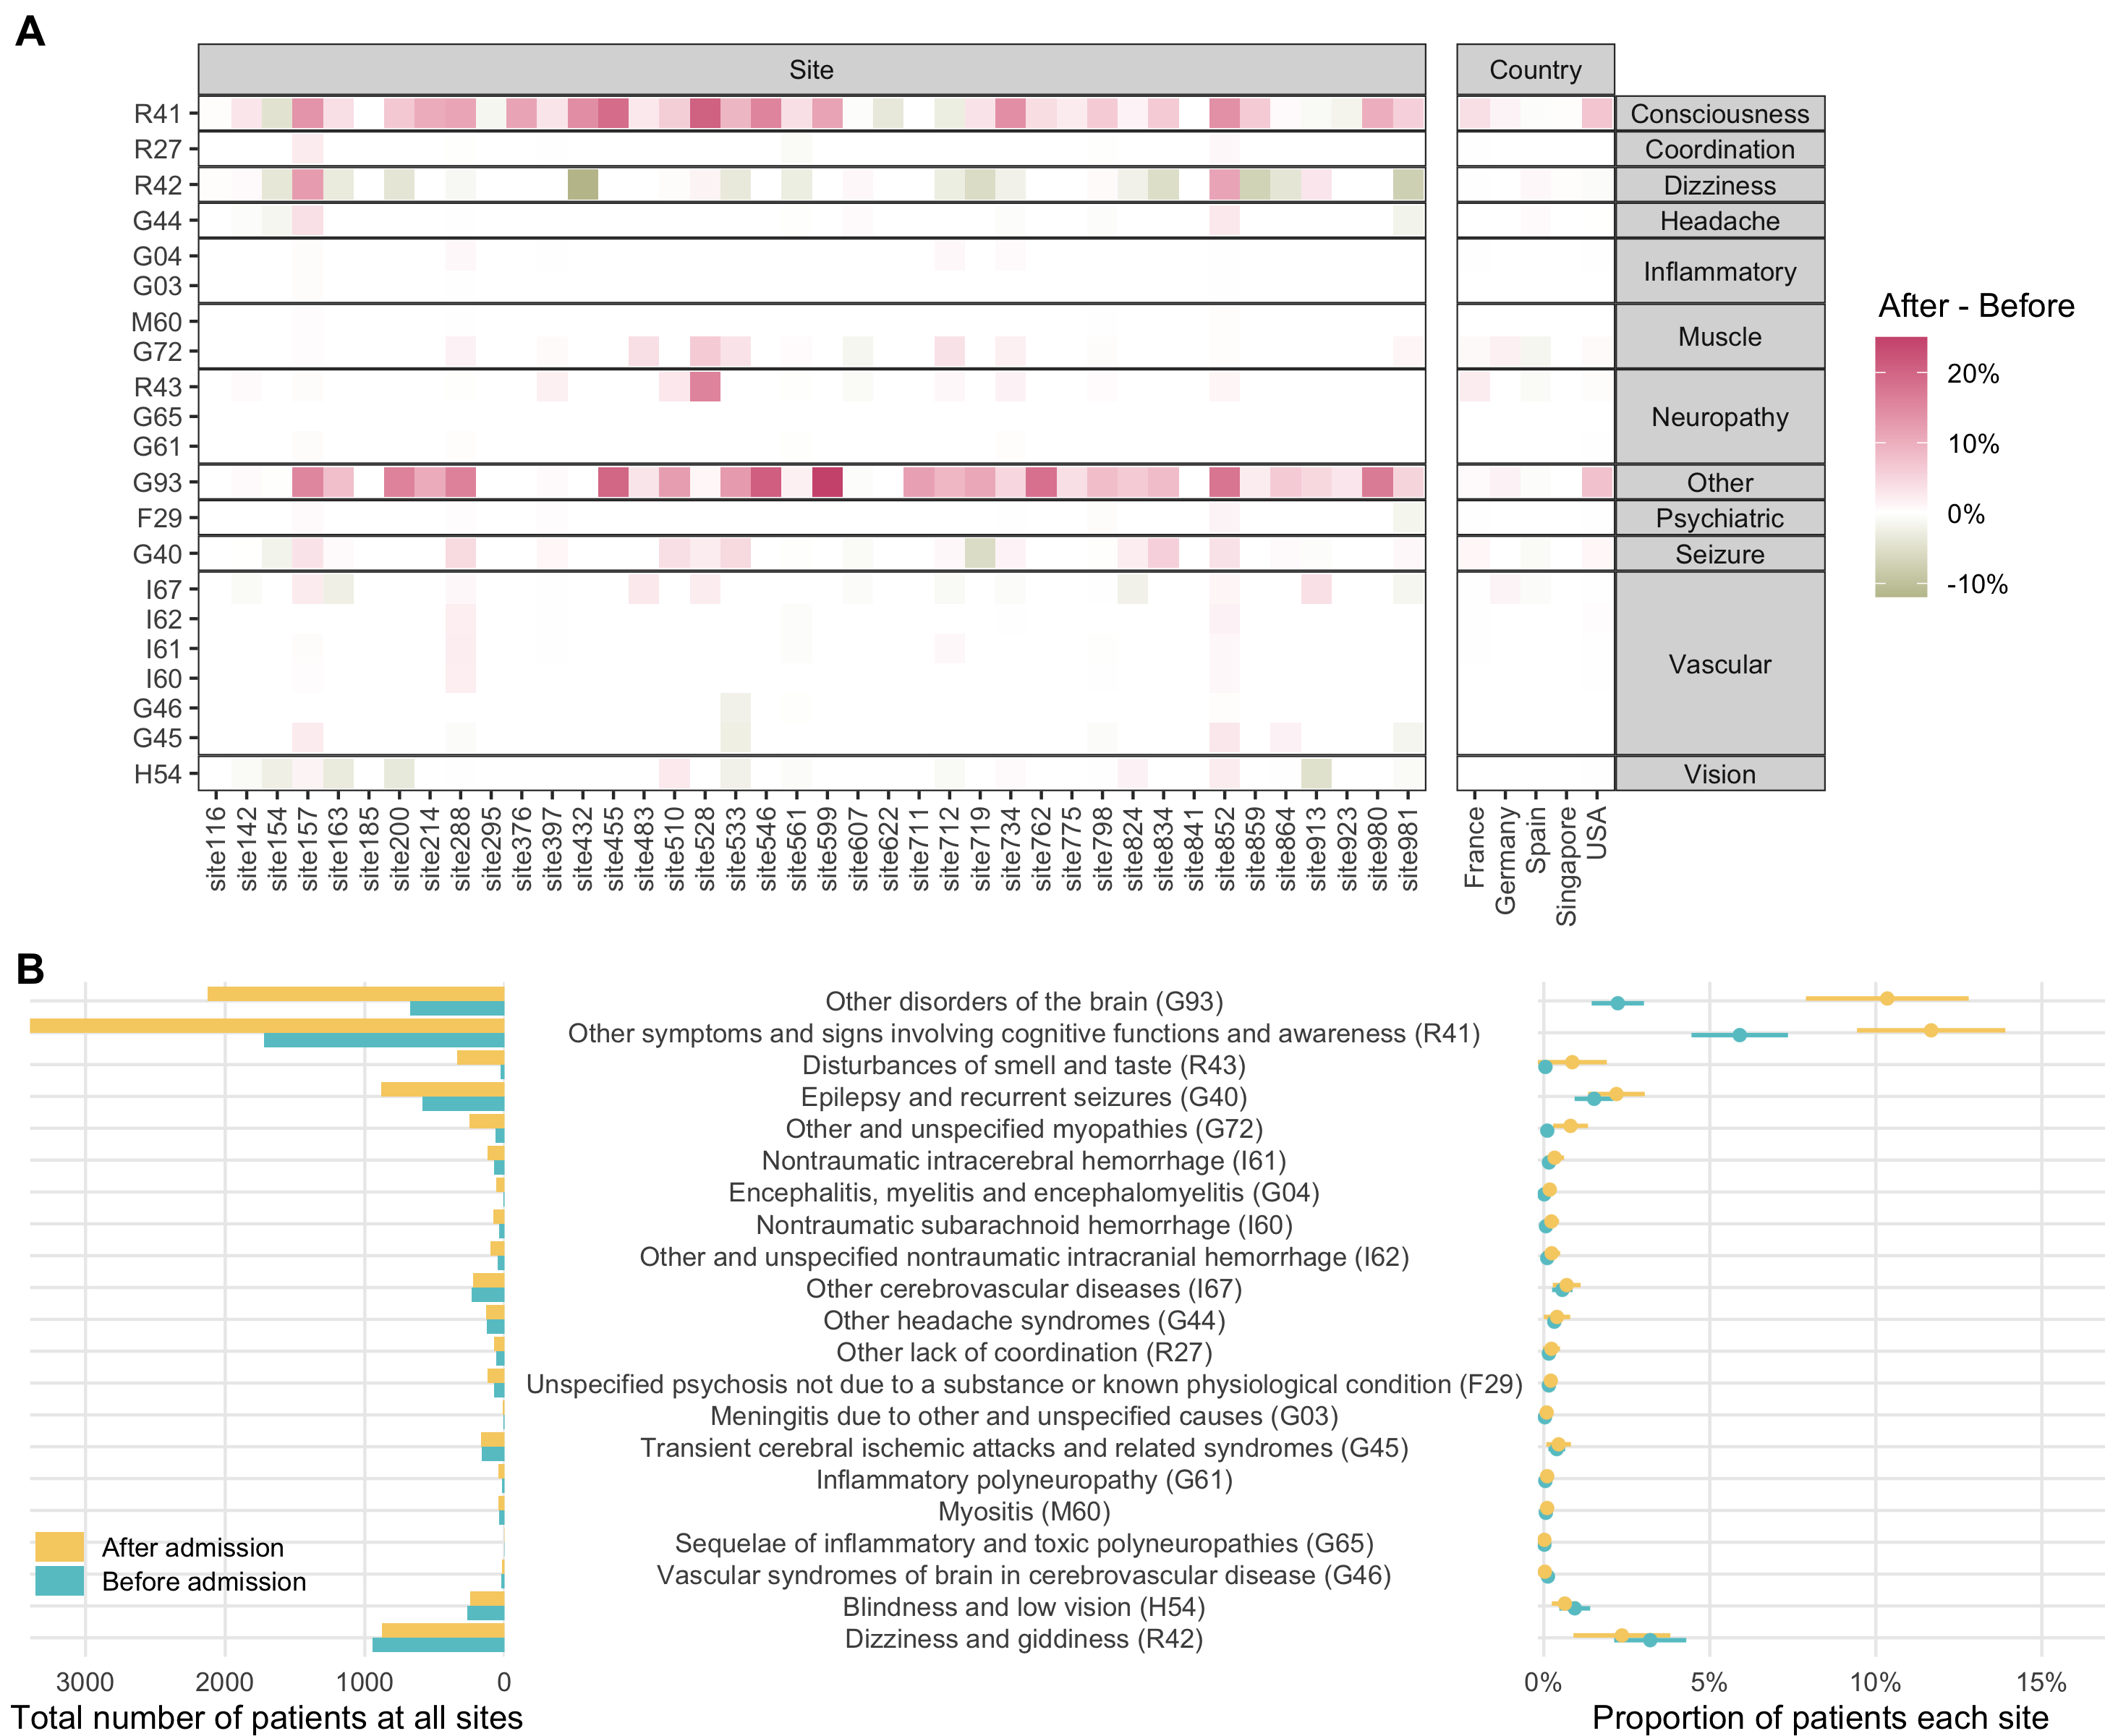 A
Site
Country
R41
Consciousness
R27
Coordination
R42
Dizziness
G44
Headache
G04
G03
Inflammatory
M60
G72
Muscle
R43
G65
G61
Neuropathy
G93
Other
F29
Psychiatric
G40
Seizure
I67
I62
I61
I60
G46
G45
Vascular
H54
Vision
After - Before
20%
10%
0%
-10%
site116
site142
site154
site157
site163
site185
site200
site214
site288
site295
site376
site397
site432
site455
site483
site510
site528
site533
site546
site561
site5999
site607
site622
site711
site712
site719
site734
site762
site775
site798
site824
site834
site841
site852
site859
site864
site913
site923
site980
site981
France
Germany
Spain
Singapore
USA
B
Other disorders of the brain (G93)
Other symptoms and signs involving cognitive functions and awareness (R41)
Disturbances of smell and taste (R43)
Epilepsy and recurrent seizures (G40)
Other and unspecified myopathies (G72)
Nontraumatic intracerebral hemorrhage (I61)
Encephalitis, myelitis and encephalomyelitis (G04)
Nontraumatic subarachnoid hemorrhage (I60)
Other and unspecified nontraumatic intracranial hemorrhage (I62)
Other cerebrovascular diseases (I67)
Other headache syndromes (G44)
Other lack of coordination (R27)
Unspecified psychosis not due to a substance or known physiological condition (F29)
Meningitis due to other and unspecified causes (G03)
Transient cerebral ischemic attacks and related syndromes (G45)
Inflammatory polyneuropathy (G61)
Myositis (M60)
Sequelae of inflammatory and toxic polyneuropathies (G65)
Vascular syndromes of brain in cerebrovascular disease (G46)
Blindness and low vision (H54)
Dizziness and giddiness (R42)
After admission
Before admission
3000 2000 1000 0
Total number of patients at all sites
0% 5% 10% 15%
Proportion of patients each site